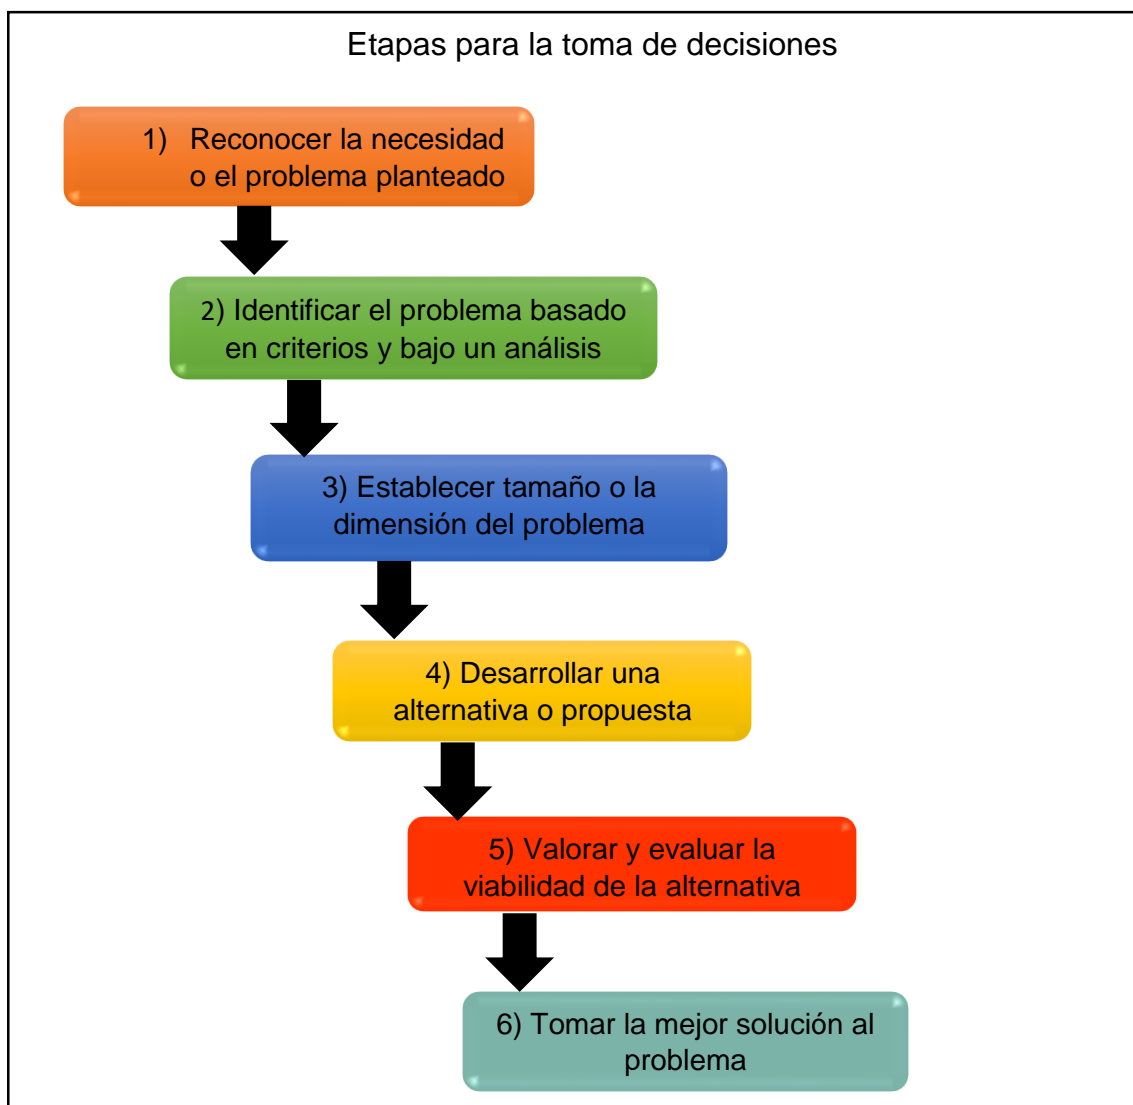 Etapas para la toma de decisiones
1) Reconocer la necesidad
o el problema planteado
2) Identificar el problema basado
en criterios y bajo un análisis
3) Establecer tamaño o la
dimensión del problema
4) Desarrollar una
alternativa o propuesta
5) Valorar y evaluar la
viabilidad de la alternativa
6) Tomar la mejor solución al
problema